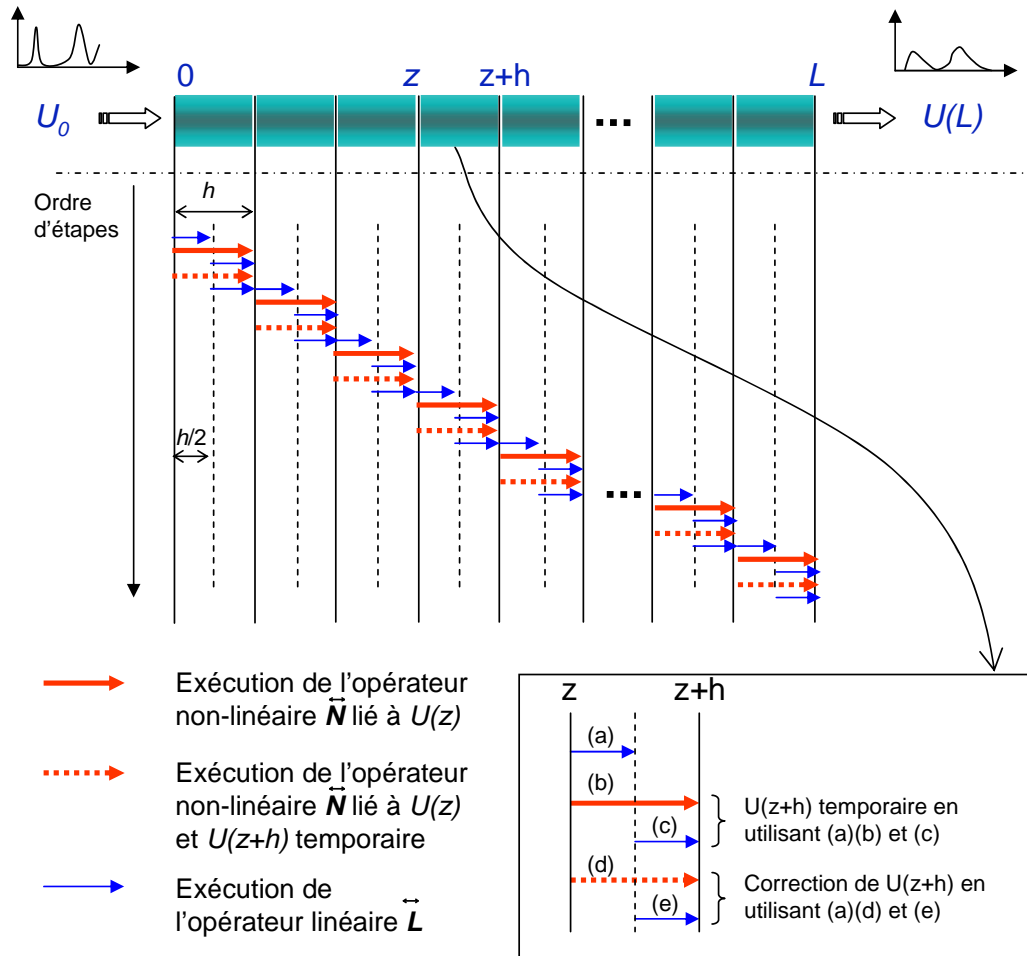 0 z z+h L
U0 U(L)
h
Ordre
d'étapes
h/2
Exécution de l'opérateur
non-linéaire N lié à U(z)
Exécution de l'opérateur
non-linéaire N lié à U(z)
et U(z+h) temporaire
Exécution de
l'opérateur linéaire L
z z+h
(a)
(b)
(c)
U(z+h) temporaire en
utilisant (a)(b) et (c)
(d)
(e)
Correction de U(z+h) en
utilisant (a)(d) et (e)